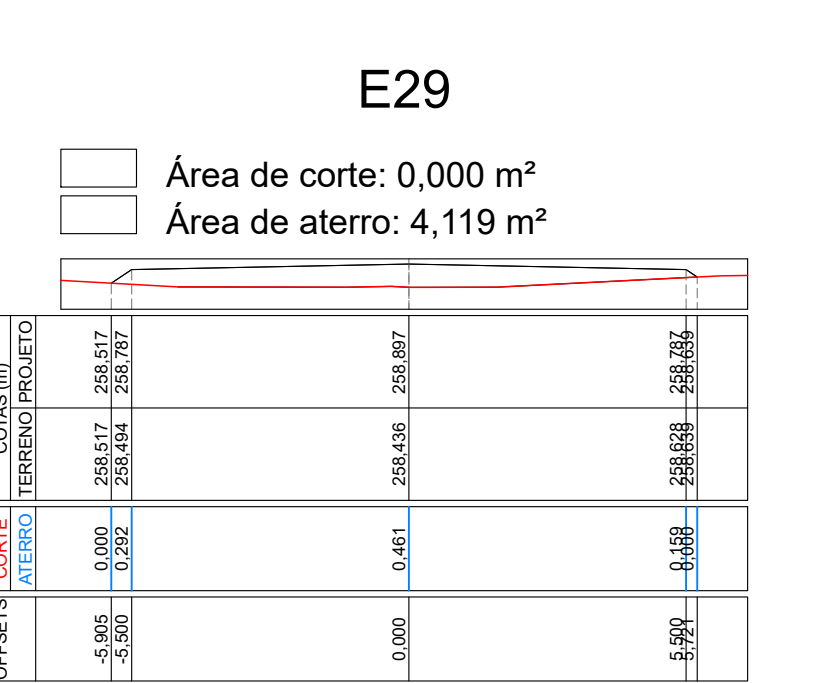 E29
Área de corte: 0,000 m²
Área de aterro: 4,119 m²
COTAS (m)
PROJETO
258,517
258,787
258,897
258,787
258,639
TERRENO
258,517
258,494
258,436
258,628
258,639
CORTE
ATERRO
0,000
0,292
0,461
0,159
0,000
OFFSETS
-5,905
-5,500
0,000
5,500
5,721